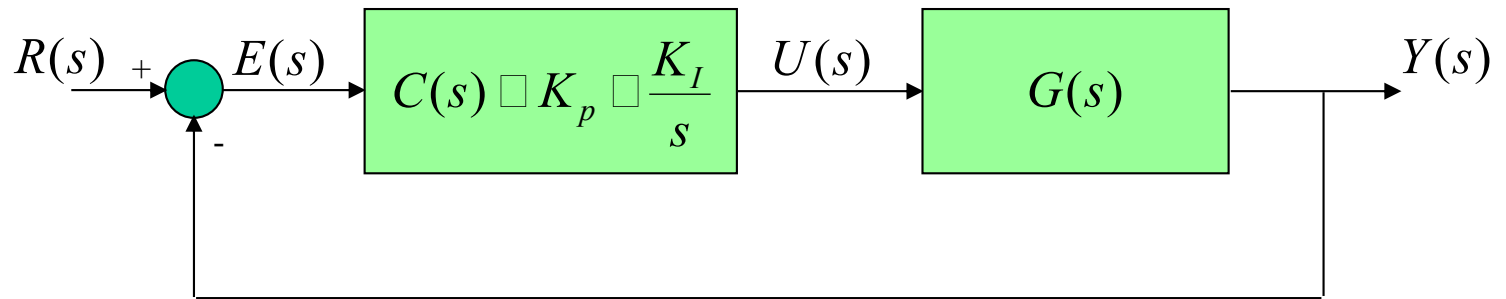 R(s) + E(s) C(s) □ K_p □ K_I/s U(s) G(s) Y(s)
-